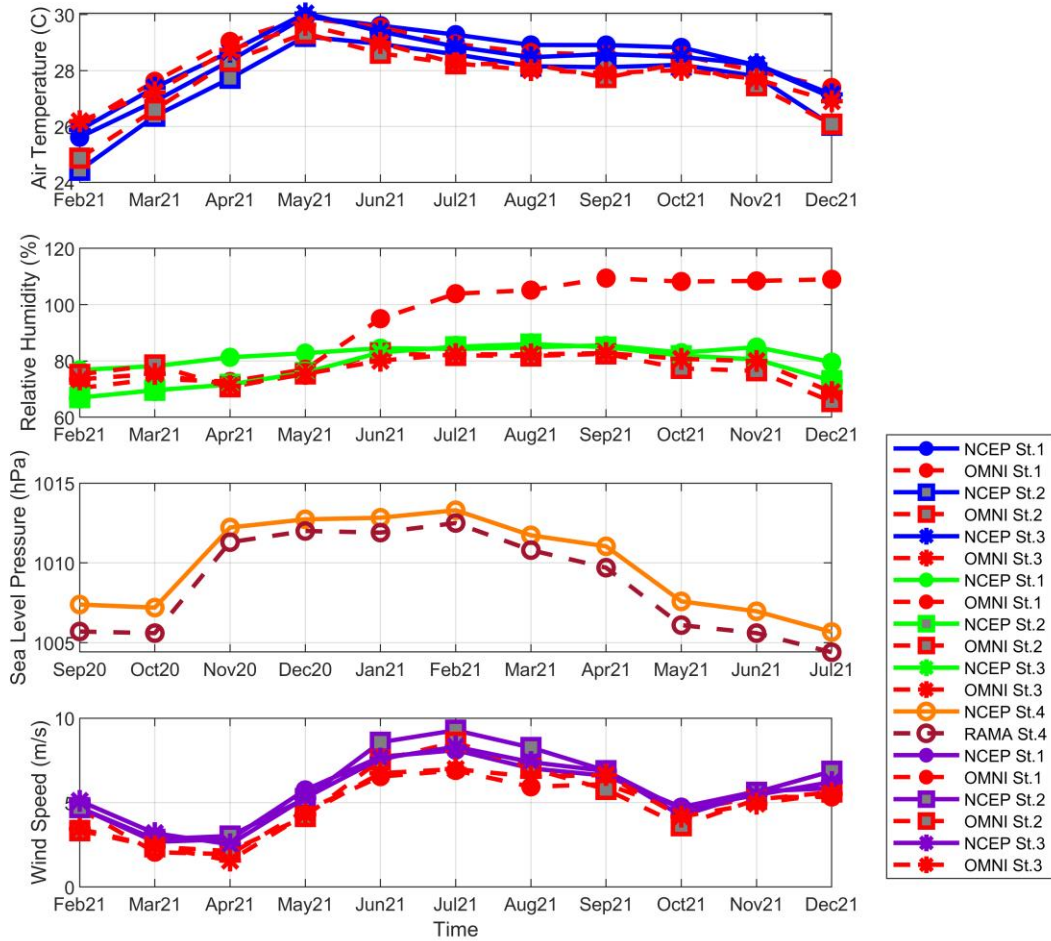 Air Temperature (C)
30
28
26
24
Feb21 Mar21 Apr21 May21 Jun21 Jul21 Aug21 Sep21 Oct21 Nov21 Dec21
Relative Humidity (%)
120
100
80
60
Feb21 Mar21 Apr21 May21 Jun21 Jul21 Aug21 Sep21 Oct21 Nov21 Dec21
Sea Level Pressure (hPa)
1015
1010
1005
Sep20 Oct20 Nov20 Dec20 Jan21 Feb21 Mar21 Apr21 May21 Jun21 Jul21
Wind Speed (m/s)
10
5
0
Feb21 Mar21 Apr21 May21 Jun21 Jul21 Aug21 Sep21 Oct21 Nov21 Dec21
Time
NCEP St.1
OMNI St.1
NCEP St.2
OMNI St.2
NCEP St.3
OMNI St.3
NCEP St.1
OMNI St.1
NCEP St.2
OMNI St.2
NCEP St.3
OMNI St.3
NCEP St.4
RAMA St.4
NCEP St.1
OMNI St.1
NCEP St.2
OMNI St.2
NCEP St.3
OMNI St.3